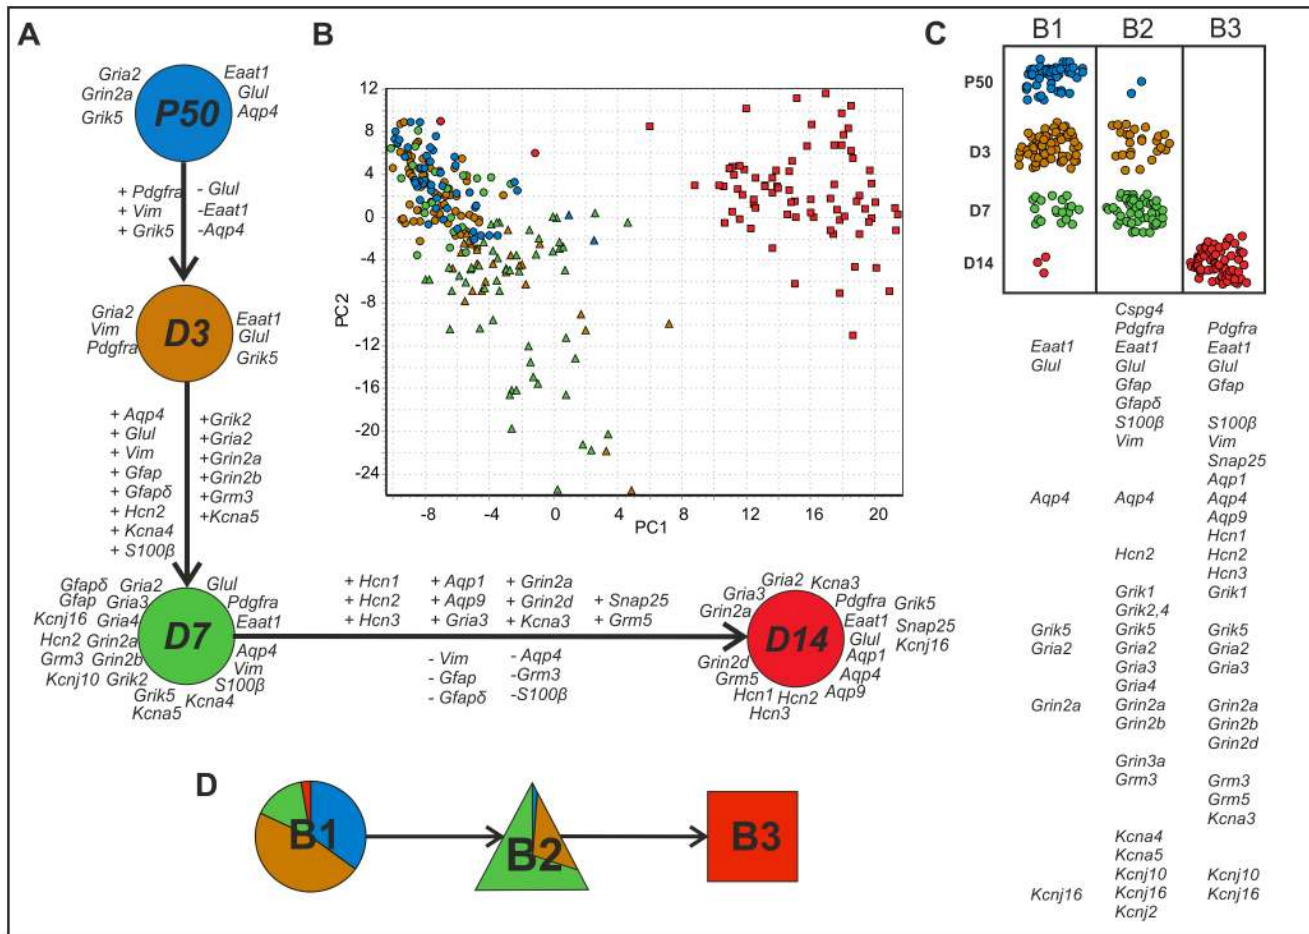 A
Gria2
Grin2a
Grik5
P50
Eaat1
Glul
Aqp4
+ Pdgfra
+ Vim
+ Grik5
- Glul
-Eaat1
-Aqp4
Gria2
Vim
Pdgfra
D3
Eaat1
Glul
Grik5
+ Aqp4
+ Glul
+ Vim
+ Gfap
+ Gfapδ
+ Hcn2
+ Kcna4
+ S100β
+Grik2
+Gria2
+Grin2a
+Grin2b
+Grm3
+Kcna5
Gfapδ Gria2
Gfap Gria3
Kcnj16 Gria4
Hcn2 Grin2a
Grm3 Grin2b
Kcnj10 Grik2
Grik5
Kcna5
Kcna4
D7
Glul
Pdgfra
Eaat1
Aqp4
Vim
S100β
+ Hcn1 + Aqp1 + Grin2a
+ Hcn2 + Aqp9 + Grin2d + Snap25
+ Hcn3 + Gria3 + Kcna3 + Grm5
- Vim - Aqp4
- Gfap -Grm3
- Gfapδ -S100β
Gria2
Gria3
Grin2a
Grin2d
Grm5
Hcn1 Hcn2
Hcn3
D14
Kcna3
Pdgfra
Eaat1
Glul
Aqp1
Aqp4
Aqp9
Grik5
Snap25
Kcnj16
B
PC2
12
8
4
0
-4
-8
-12
-16
-20
-24
-8 -4 0 4 8 12 16 20
PC1
C
B1 B2 B3
P50
D3
D7
D14
Cspg4
Pdgfra Pdgfra
Eaat1 Eaat1 Eaat1
Glul Glul Glul
Gfap Gfap
Gfapδ
S100β S100β
Vim Vim
Snap25
Aqp1
Aqp4 Aqp4 Aqp4
Aqp9
Hcn1
Hcn2 Hcn2
Hcn3
Grik1 Grik1
Grik2,4
Grik5 Grik5 Grik5
Gria2 Gria2 Gria2
Gria3 Gria3
Gria4
Grin2a Grin2a Grin2a
Grin2b Grin2b
Grin2d
Grin3a
Grm3 Grm3
Grm5
Kcna3
Kcna4
Kcna5
Kcnj10 Kcnj10
Kcnj16 Kcnj16 Kcnj16
Kcnj2
D
B1 B2 B3